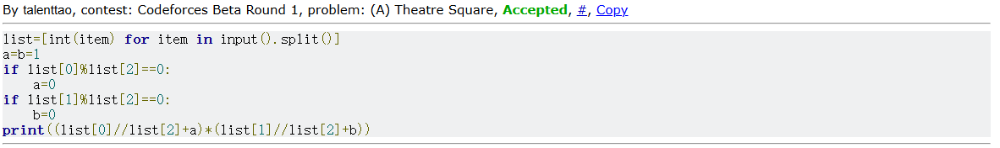 By talenttao, contest: Codeforces Beta Round 1, problem: (A) Theatre Square, Accepted, #, Copy
list=[int(item) for item in input().split()]
a=b=1
if list[0]%list[2]==0:
    a=0
if list[1]%list[2]==0:
    b=0
print((list[0]//list[2]+a)*(list[1]//list[2]+b))